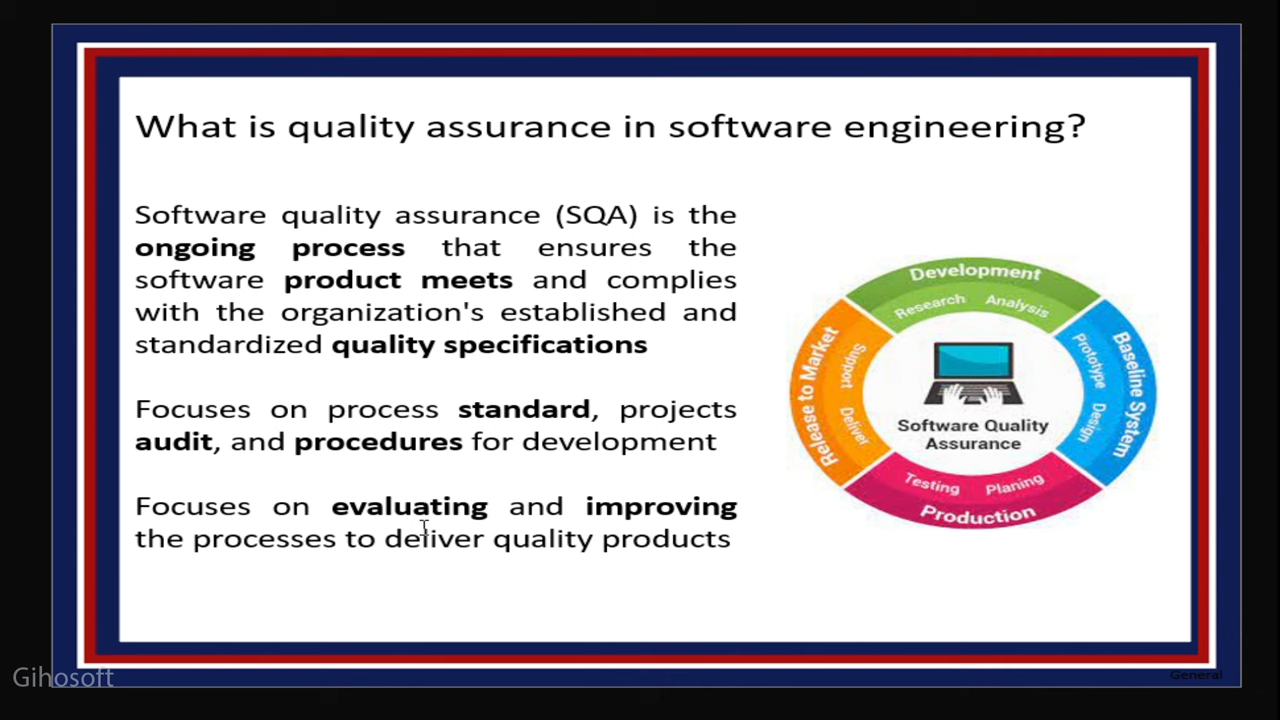 What is quality assurance in software engineering?
Software quality assurance (SQA) is the
ongoing process that ensures the
software product meets and complies
with the organization's established and
standardized quality specifications
Focuses on process standard, projects
audit, and procedures for development
Focuses on evaluating and improving
the processes to deliver quality products
Development
Research Analysis
Baseline System
Prototype Design
Release to Market
Support Deliver
Software Quality
Assurance
Testing Planing
Production
Gihosoft
General